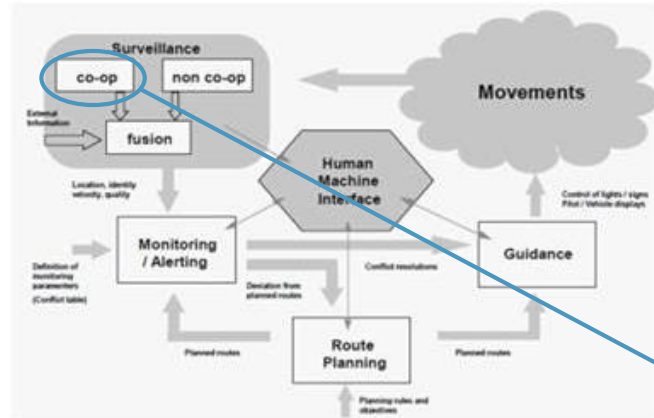 Surveillance
co-op
non co-op
External
Information
fusion
Movements
Human
Machine
Interface
Location, identity
velocity, quality
Control of lights / signs
Pilot / Vehicle displays
Monitoring
/ Alerting
Guidance
Definition of
monitoring
paramenters
(Conflict table)
Conflict resolutions
Deviation from
planned routes
Route
Planning
Planned routes
Planned routes
Planning rules and
objectives